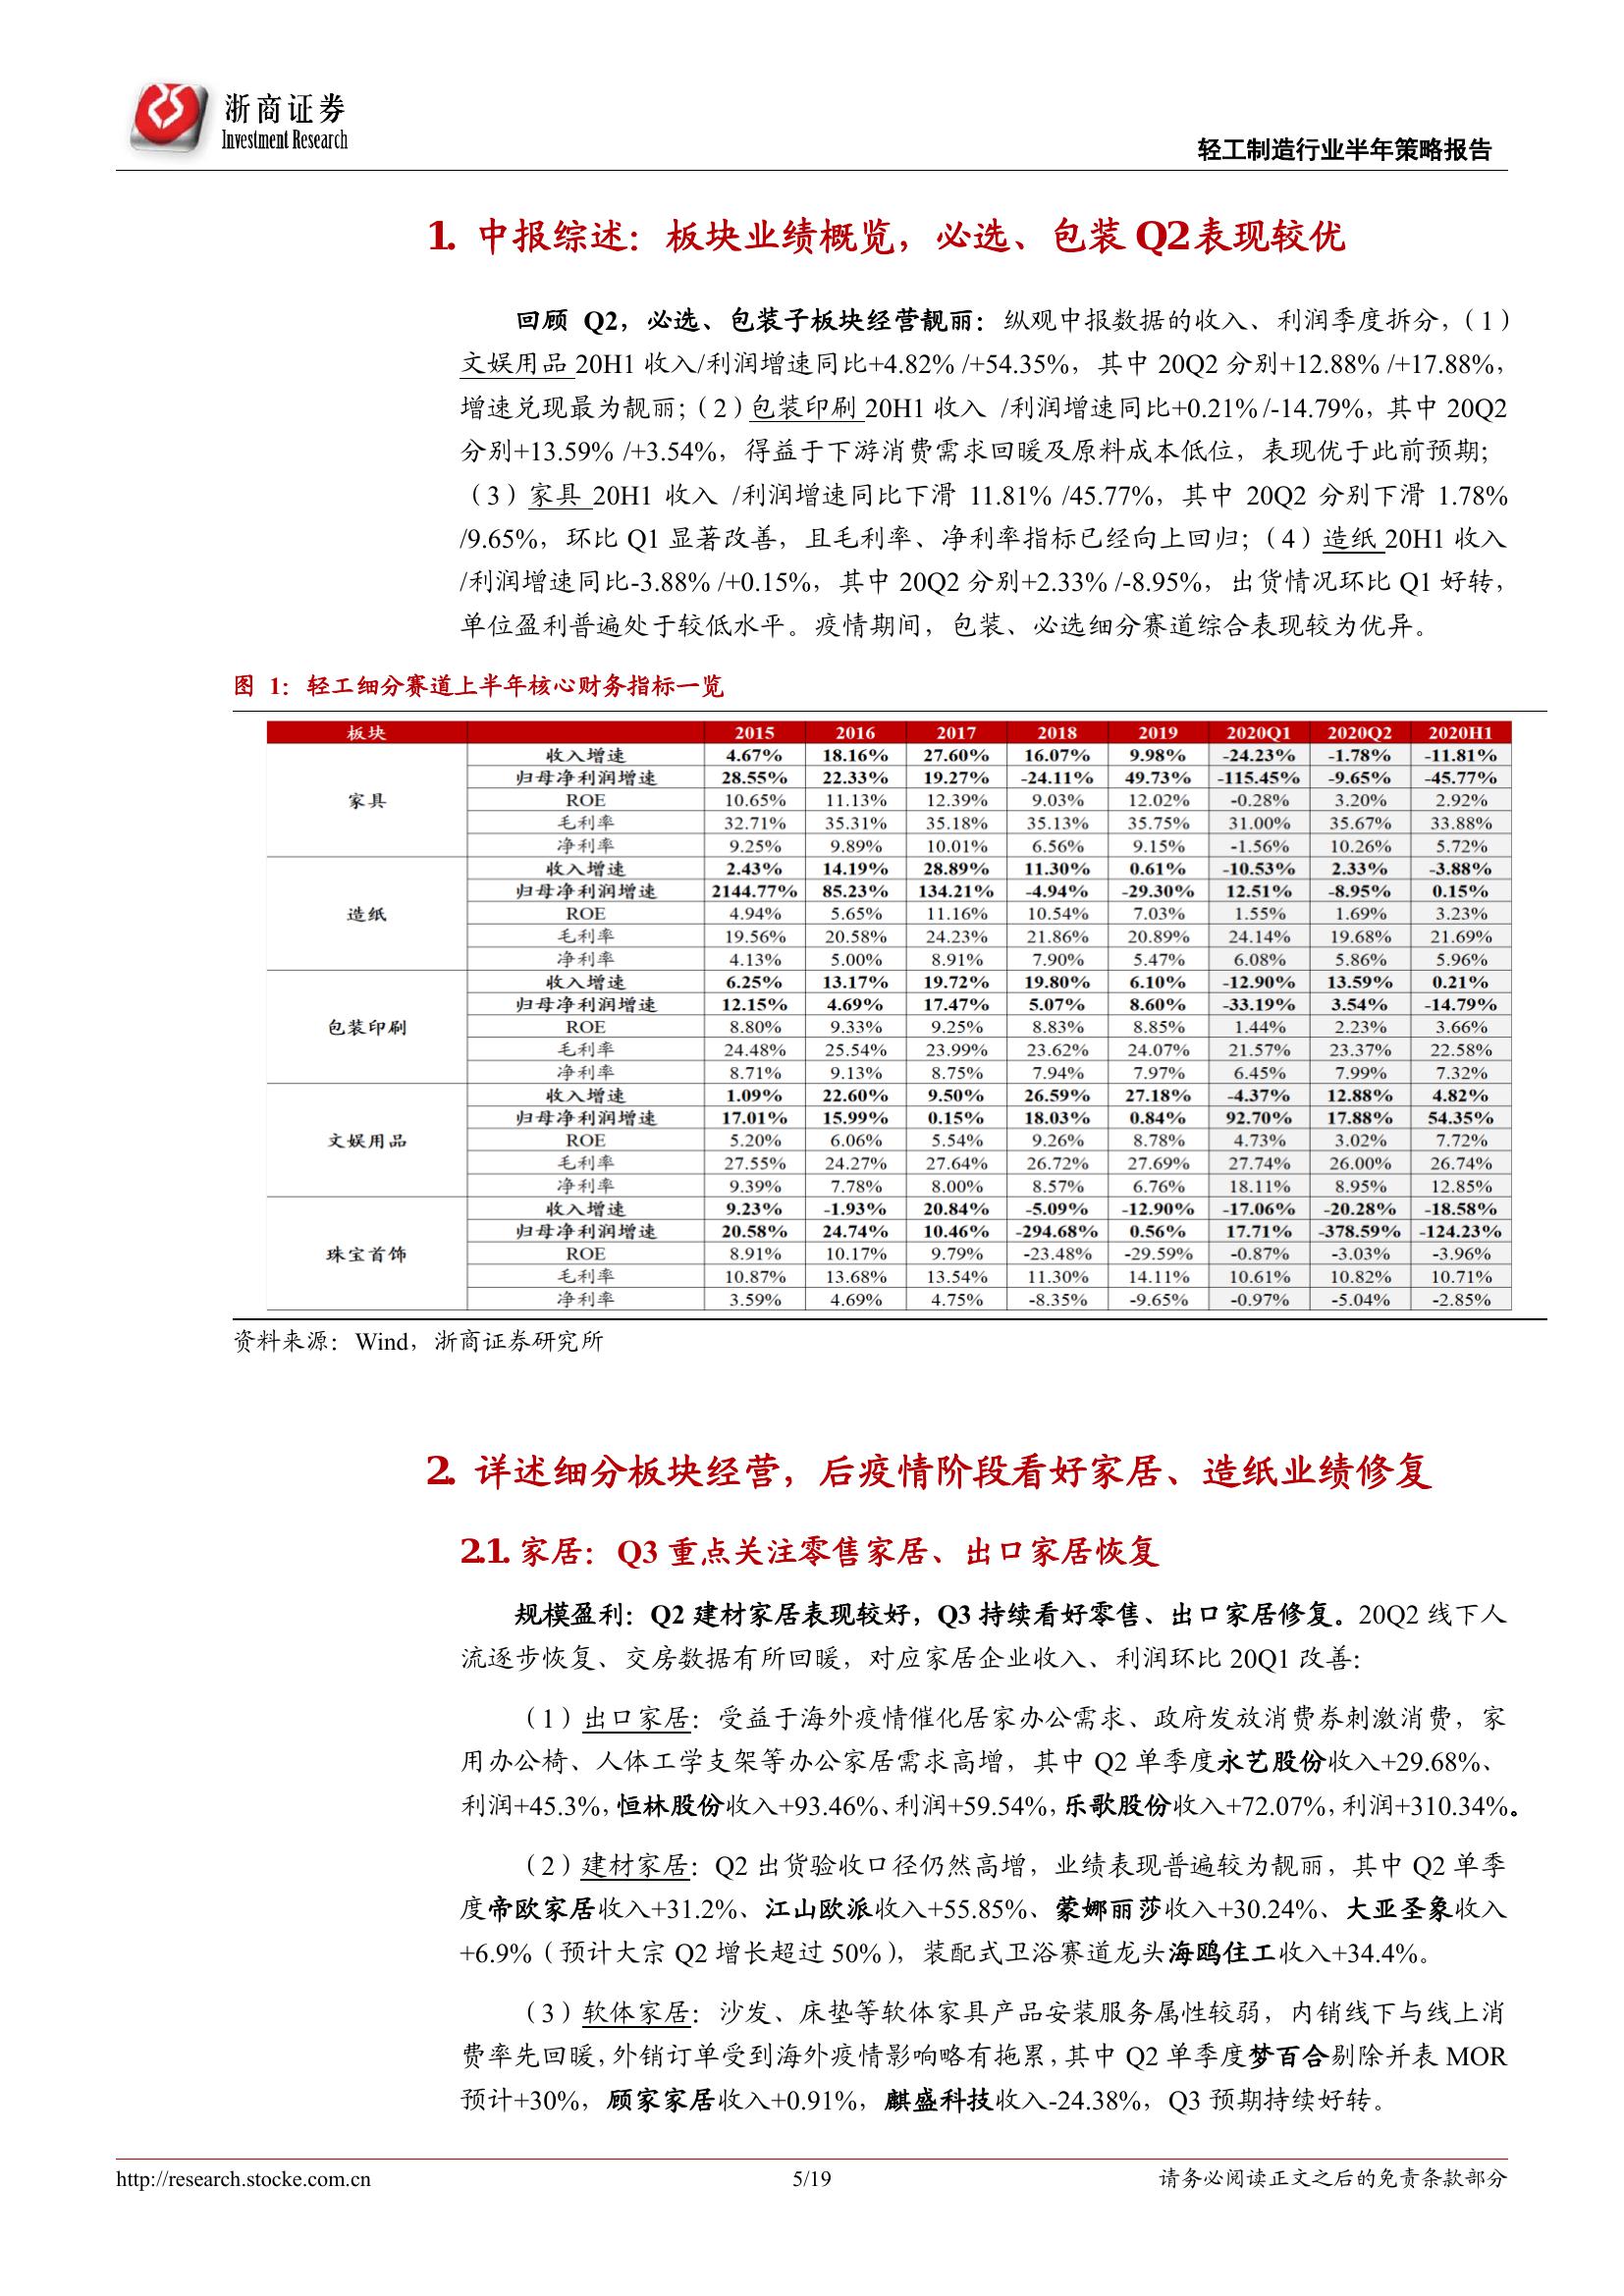 浙商证券
Investment Research
轻工制造行业半年策略报告
1. 中报综述：板块业绩概览，必选、包装 Q2 表现较优
回顾 Q2，必选、包装子板块经营靓丽：纵观中报数据的收入、利润季度拆分，（1）
文娱用品 20H1 收入/利润增速同比+4.82% /+54.35%，其中 20Q2 分别+12.88% /+17.88%，
增速兑现最为靓丽；（2）包装印刷 20H1 收入 /利润增速同比+0.21% /-14.79%，其中 20Q2
分别+13.59% /+3.54%，得益于下游消费需求回暖及原料成本低位，表现优于此前预期；
（3）家具 20H1 收入 /利润增速同比下滑 11.81% /45.77%，其中 20Q2 分别下滑 1.78%
/9.65%，环比 Q1 显著改善，且毛利率、净利率指标已经向上回归；（4）造纸 20H1 收入
/利润增速同比-3.88% /+0.15%，其中 20Q2 分别+2.33% /-8.95%，出货情况环比 Q1 好转，
单位盈利普遍处于较低水平。疫情期间，包装、必选细分赛道综合表现较为优异。
图 1：轻工细分赛道上半年核心财务指标一览
板块 2015 2016 2017 2018 2019 2020Q1 2020Q2 2020H1
收入增速 4.67% 18.16% 27.60% 16.07% 9.98% -24.23% -1.78% -11.81%
归母净利润增速 28.55% 22.33% 19.27% -24.11% 49.73% -115.45% -9.65% -45.77%
家具 ROE 10.65% 11.13% 12.39% 9.03% 12.02% -0.28% 3.20% 2.92%
毛利率 32.71% 35.31% 35.18% 35.13% 35.75% 31.00% 35.67% 33.88%
净利率 9.25% 9.89% 10.01% 6.56% 9.15% -1.56% 10.26% 5.72%
收入增速 2.43% 14.19% 28.89% 11.30% 0.61% -10.53% 2.33% -3.88%
归母净利润增速 2144.77% 85.23% 134.21% -4.94% -29.30% 12.51% -8.95% 0.15%
造纸 ROE 4.94% 5.65% 11.16% 10.54% 7.03% 1.55% 1.69% 3.23%
毛利率 19.56% 20.58% 24.23% 21.86% 20.89% 24.14% 19.68% 21.69%
净利率 4.13% 5.00% 8.91% 7.90% 5.47% 6.08% 5.86% 5.96%
收入增速 6.25% 13.17% 19.72% 19.80% 6.10% -12.90% 13.59% 0.21%
归母净利润增速 12.15% 4.69% 17.47% 5.07% 8.60% -33.19% 3.54% -14.79%
包装印刷 ROE 8.80% 9.33% 9.25% 8.83% 8.85% 1.44% 2.23% 3.66%
毛利率 24.48% 25.54% 23.99% 23.62% 24.07% 21.57% 23.37% 22.58%
净利率 8.71% 9.13% 8.75% 7.94% 7.97% 6.45% 7.99% 7.32%
收入增速 1.09% 22.60% 9.50% 26.59% 27.18% -4.37% 12.88% 4.82%
归母净利润增速 17.01% 15.99% 0.15% 18.03% 0.84% 92.70% 17.88% 54.35%
文娱用品 ROE 5.20% 6.06% 5.54% 9.26% 8.78% 4.73% 3.02% 7.72%
毛利率 27.55% 24.27% 27.64% 26.72% 27.69% 27.74% 26.00% 26.74%
净利率 9.39% 7.78% 8.00% 8.57% 6.76% 18.11% 8.95% 12.85%
收入增速 9.23% -1.93% 20.84% -5.09% -12.90% -17.06% -20.28% -18.58%
归母净利润增速 20.58% 24.74% 10.46% -294.68% 0.56% 17.71% -378.59% -124.23%
珠宝首饰 ROE 8.91% 10.17% 9.79% -23.48% -29.59% -0.87% -3.03% -3.96%
毛利率 10.87% 13.68% 13.54% 11.30% 14.11% 10.61% 10.82% 10.71%
净利率 3.59% 4.69% 4.75% -8.35% -9.65% -0.97% -5.04% -2.85%
资料来源：Wind，浙商证券研究所
2. 详述细分板块经营，后疫情阶段看好家居、造纸业绩修复
2.1. 家居：Q3 重点关注零售家居、出口家居恢复
规模盈利：Q2 建材家居表现较好，Q3 持续看好零售、出口家居修复。20Q2 线下人
流逐步恢复、交房数据有所回暖，对应家居企业收入、利润环比 20Q1 改善：
（1）出口家居：受益于海外疫情催化居家办公需求、政府发放消费券刺激消费，家
用办公椅、人体工学支架等办公家居需求高增，其中 Q2 单季度永艺股份收入+29.68%、
利润+45.3%，恒林股份收入+93.46%、利润+59.54%，乐歌股份收入+72.07%，利润+310.34%。
（2）建材家居：Q2 出货验收口径仍然高增，业绩表现普遍较为靓丽，其中 Q2 单季
度帝欧家居收入+31.2%、江山欧派收入+55.85%、蒙娜丽莎收入+30.24%、大亚圣象收入
+6.9%（预计大宗 Q2 增长超过 50%），装配式卫浴赛道龙头海鸥住工收入+34.4%。
（3）软体家居：沙发、床垫等软体家具产品安装服务属性较弱，内销线下与线上消
费率先回暖，外销订单受到海外疫情影响略有拖累，其中 Q2 单季度梦百合剔除并表 MOR
预计+30%，顾家家居收入+0.91%，麒盛科技收入-24.38%，Q3 预期持续好转。
http://research.stocke.com.cn 5/19 请务必阅读正文之后的免责条款部分